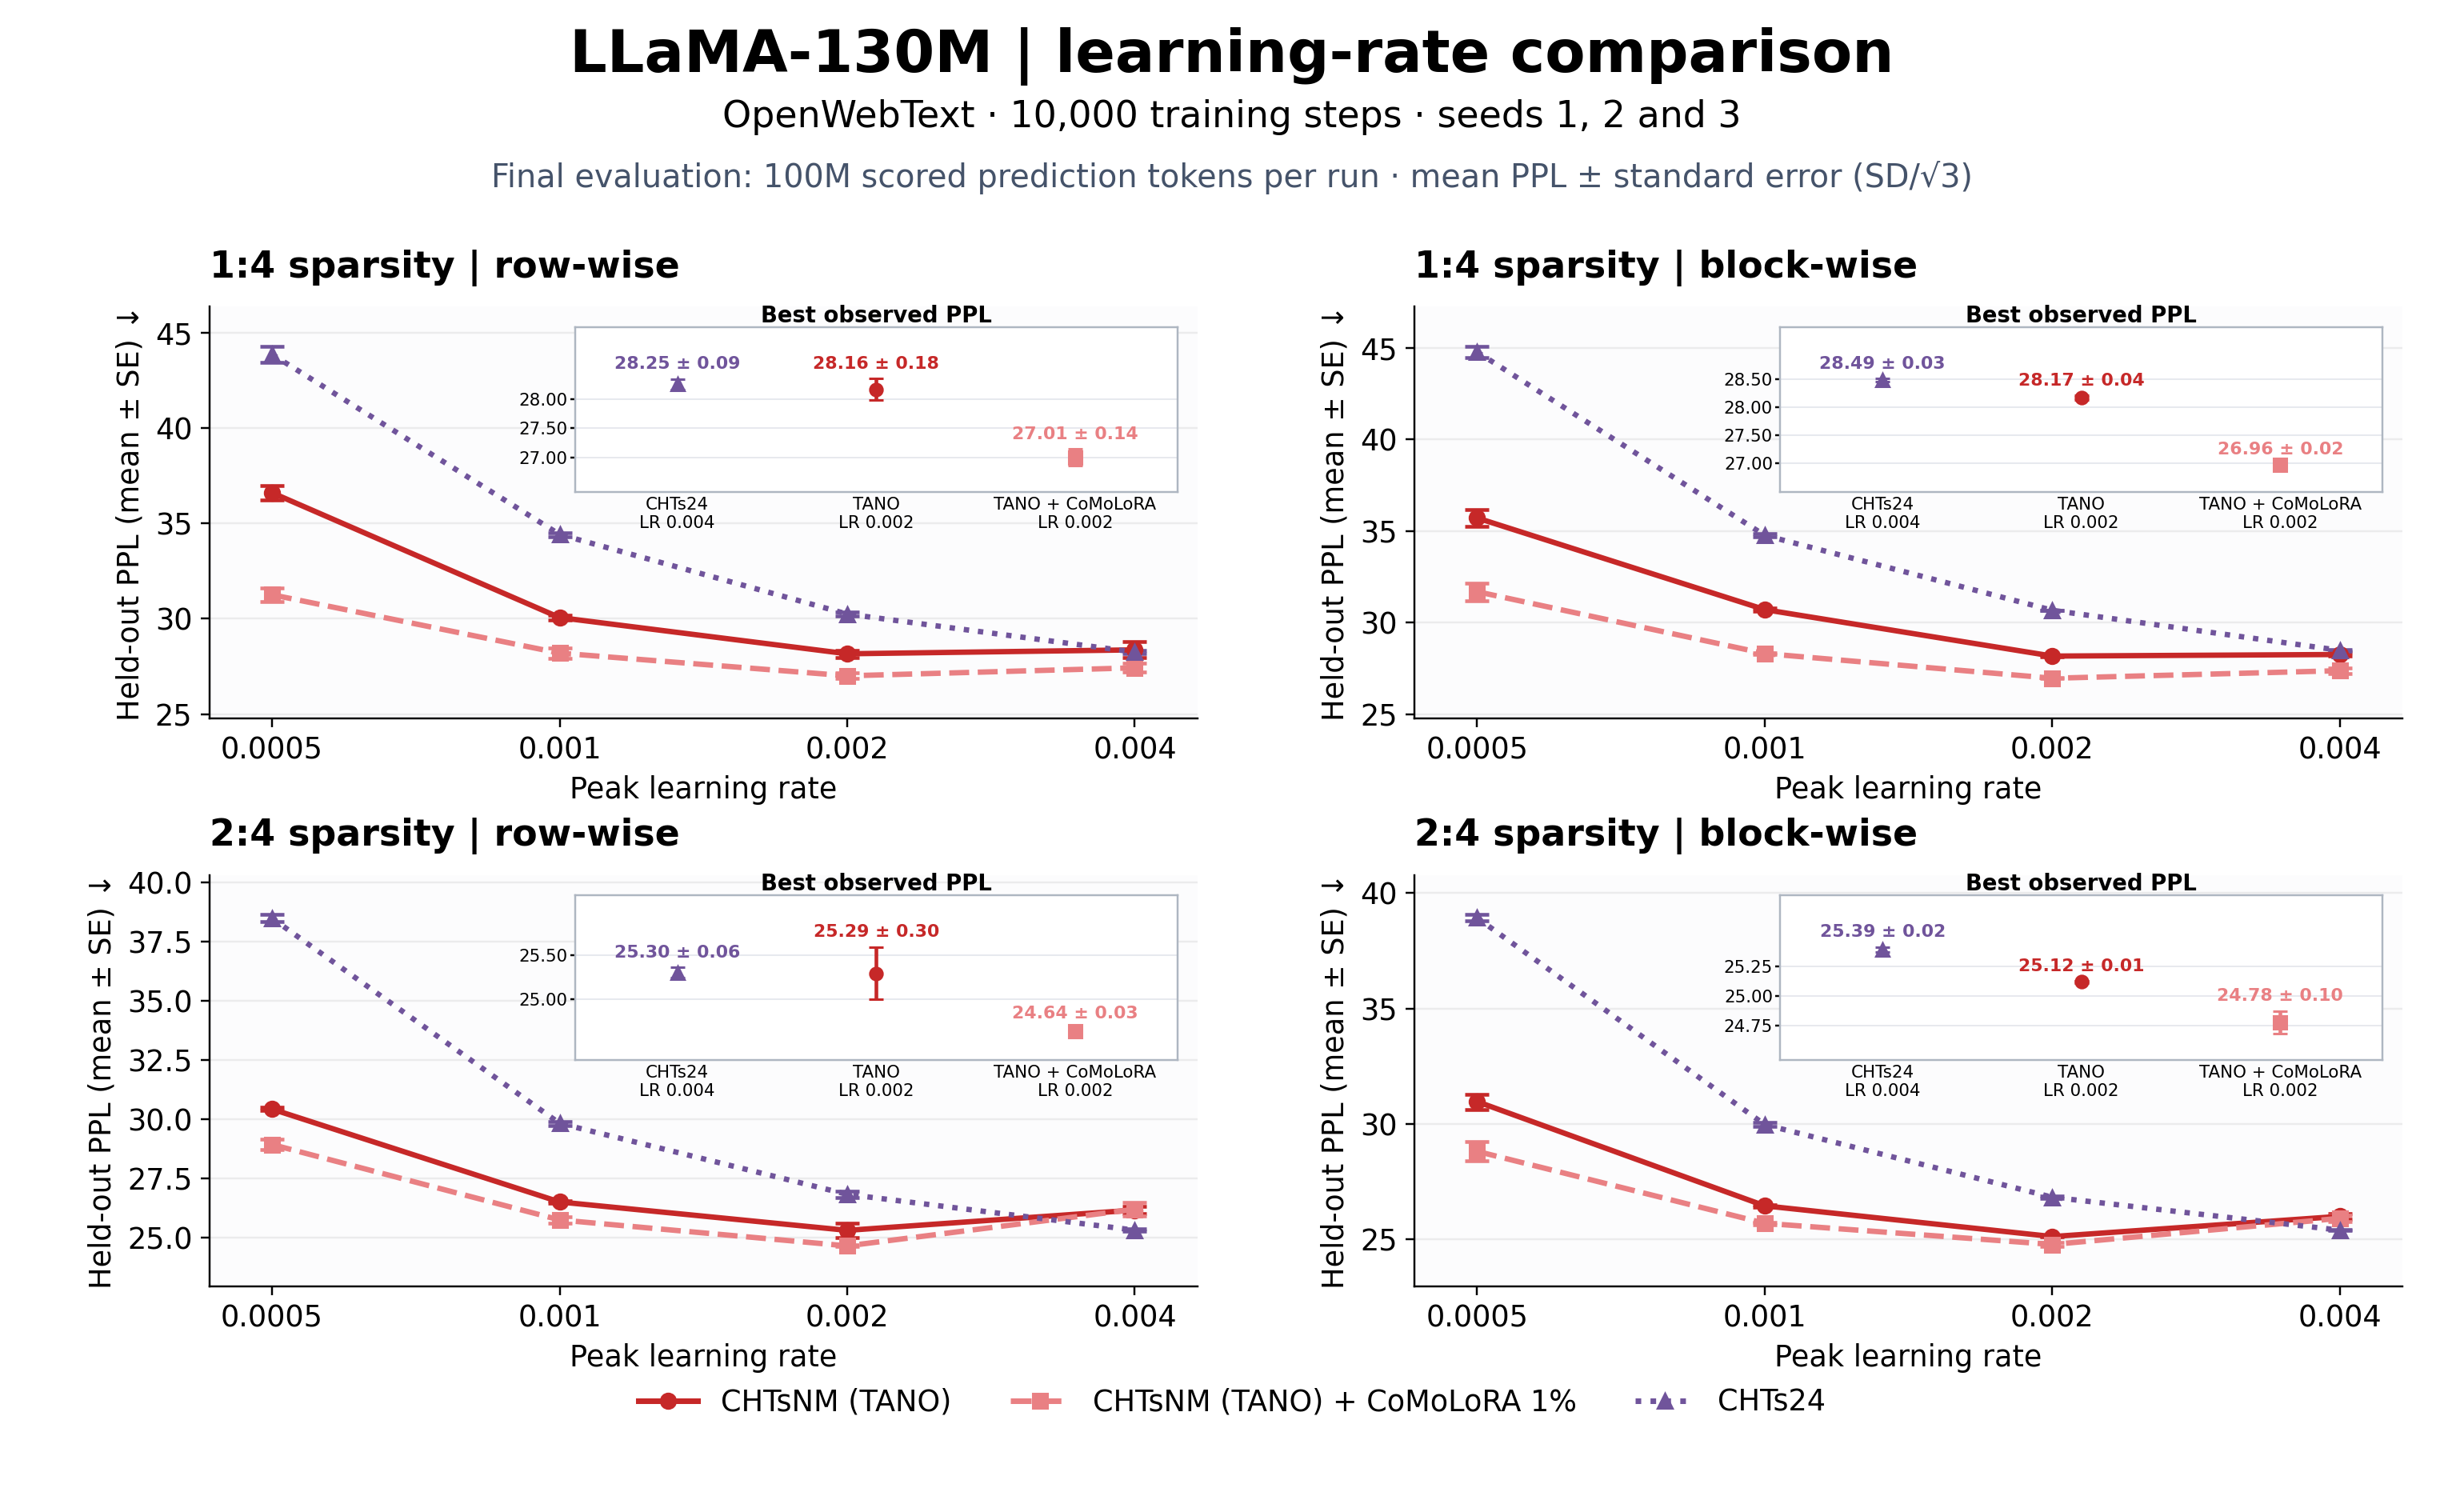 LLaMA-130M | learning-rate comparison
OpenWebText · 10,000 training steps · seeds 1, 2 and 3
Final evaluation: 100M scored prediction tokens per run · mean PPL ± standard error (SD/√3)
1:4 sparsity | row-wise
Held-out PPL (mean ± SE) ↓
45
40
35
30
25
Best observed PPL
28.25 ± 0.09
28.16 ± 0.18
27.01 ± 0.14
28.00
27.50
27.00
CHTs24
LR 0.004
TANO
LR 0.002
TANO + CoMoLoRA
LR 0.002
0.0005
0.001
0.002
0.004
Peak learning rate
1:4 sparsity | block-wise
Held-out PPL (mean ± SE) ↓
45
40
35
30
25
Best observed PPL
28.49 ± 0.03
28.17 ± 0.04
26.96 ± 0.02
28.50
28.00
27.50
27.00
CHTs24
LR 0.004
TANO
LR 0.002
TANO + CoMoLoRA
LR 0.002
0.0005
0.001
0.002
0.004
Peak learning rate
2:4 sparsity | row-wise
Held-out PPL (mean ± SE) ↓
40.0
37.5
35.0
32.5
30.0
27.5
25.0
Best observed PPL
25.30 ± 0.06
25.29 ± 0.30
24.64 ± 0.03
25.50
25.00
CHTs24
LR 0.004
TANO
LR 0.002
TANO + CoMoLoRA
LR 0.002
0.0005
0.001
0.002
0.004
Peak learning rate
2:4 sparsity | block-wise
Held-out PPL (mean ± SE) ↓
40
35
30
25
Best observed PPL
25.39 ± 0.02
25.12 ± 0.01
24.78 ± 0.10
25.25
25.00
24.75
CHTs24
LR 0.004
TANO
LR 0.002
TANO + CoMoLoRA
LR 0.002
0.0005
0.001
0.002
0.004
Peak learning rate
CHTsNM (TANO)
CHTsNM (TANO) + CoMoLoRA 1%
CHTs24